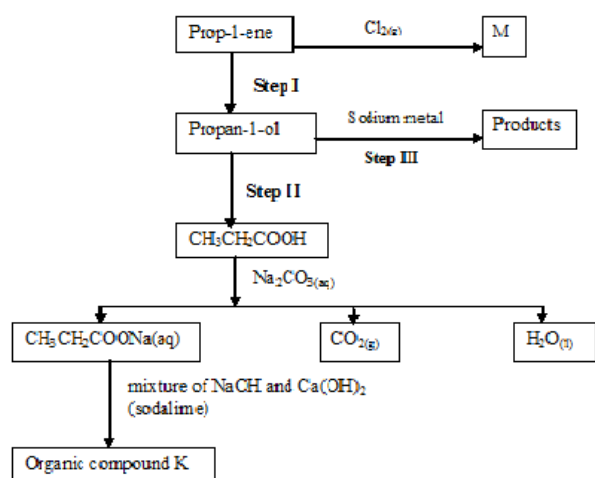 Prop-1-ene
Cl2(g)
M
Step I
Propan-1-ol
Sodium metal
Step III
Products
Step II
CH3CH2COOH
Na2CO3(aq)
CH3CH2COONa(aq)
CO2(g)
H2O(l)
mixture of NaCH and Ca(OH)2
(sodalime)
Organic compound K